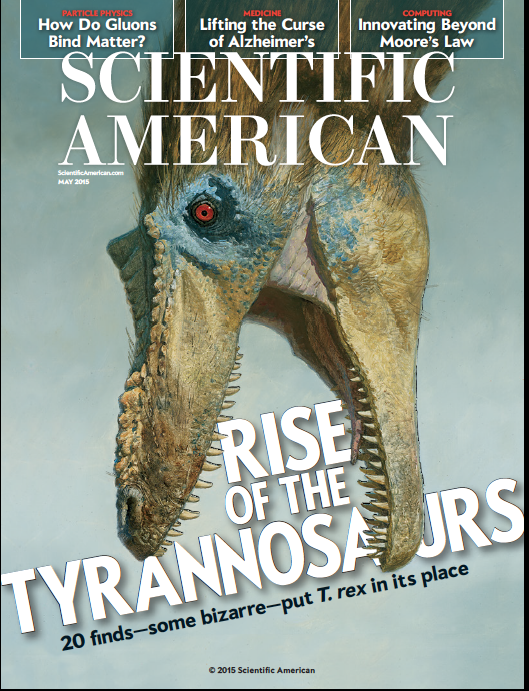 PARTICLE PHYSICS
How Do Gluons
Bind Matter?
MEDICINE
Lifting the Curse
of Alzheimer's
COMPUTING
Innovating Beyond
Moore's Law
SCIENTIFIC
AMERICAN
ScientificAmerican.com
MAY 2015
RISE
OF THE
TYRANNOSAURS
20 finds—some bizarre—put T. rex in its place
© 2015 Scientific American